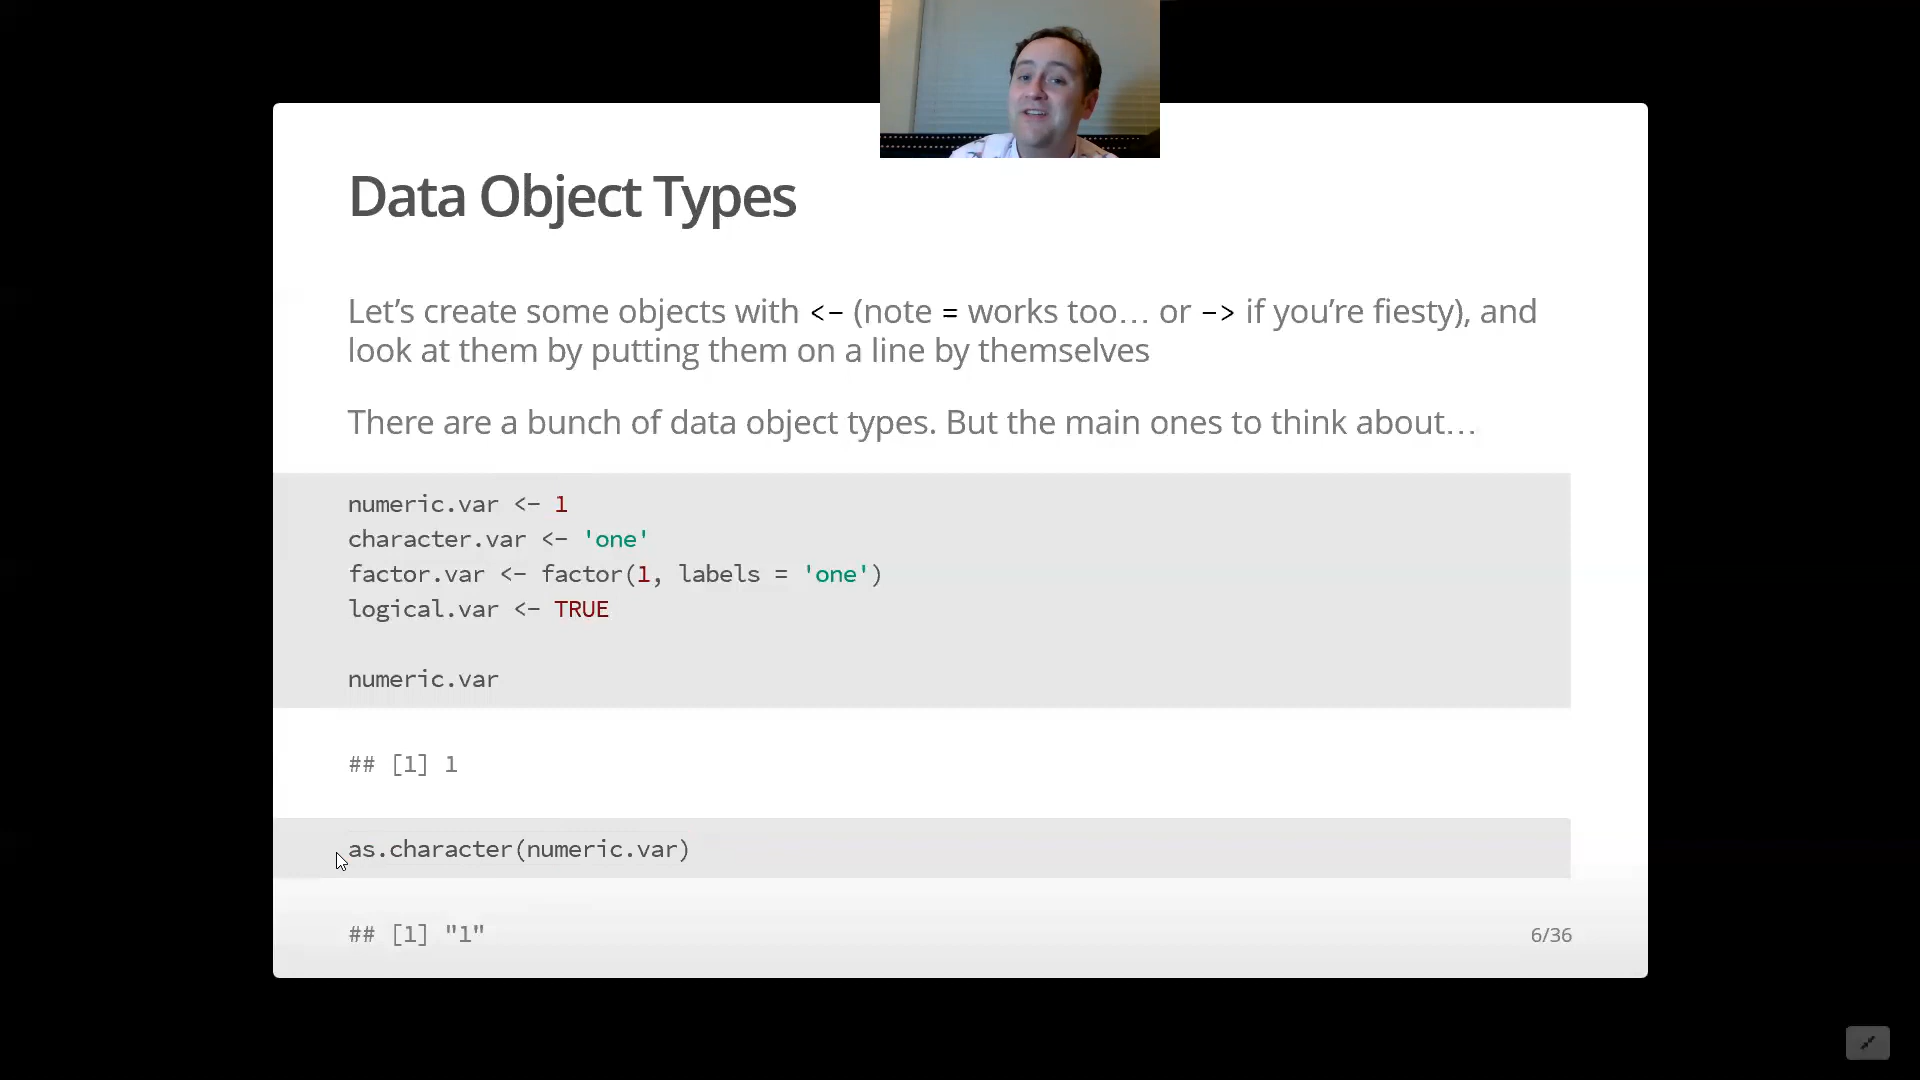 Data Object Types
Let’s create some objects with <- (note = works too… or -> if you’re fiesty), and
look at them by putting them on a line by themselves
There are a bunch of data object types. But the main ones to think about…
numeric.var <- 1
character.var <- 'one'
factor.var <- factor(1, labels = 'one')
logical.var <- TRUE
numeric.var
## [1] 1
as.character(numeric.var)
## [1] "1"
6/36